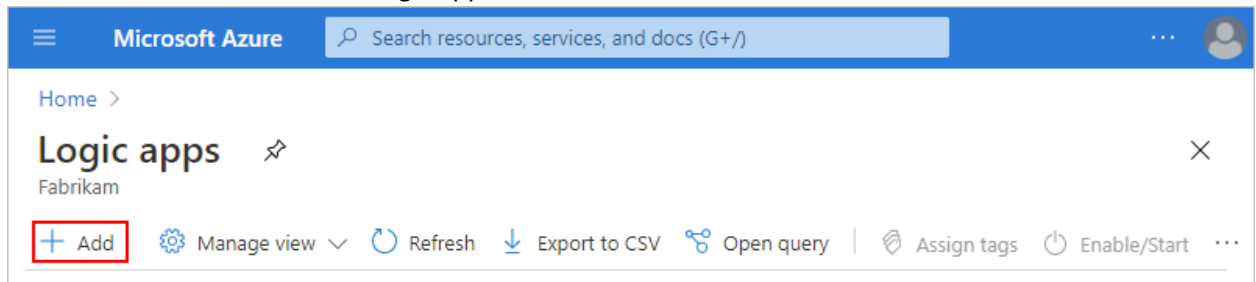 Microsoft Azure Search resources, services, and docs (G+/) ...
Home >
Logic apps
Fabrikam
+ Add Manage view Refresh Export to CSV Open query Assign tags Enable/Start ...